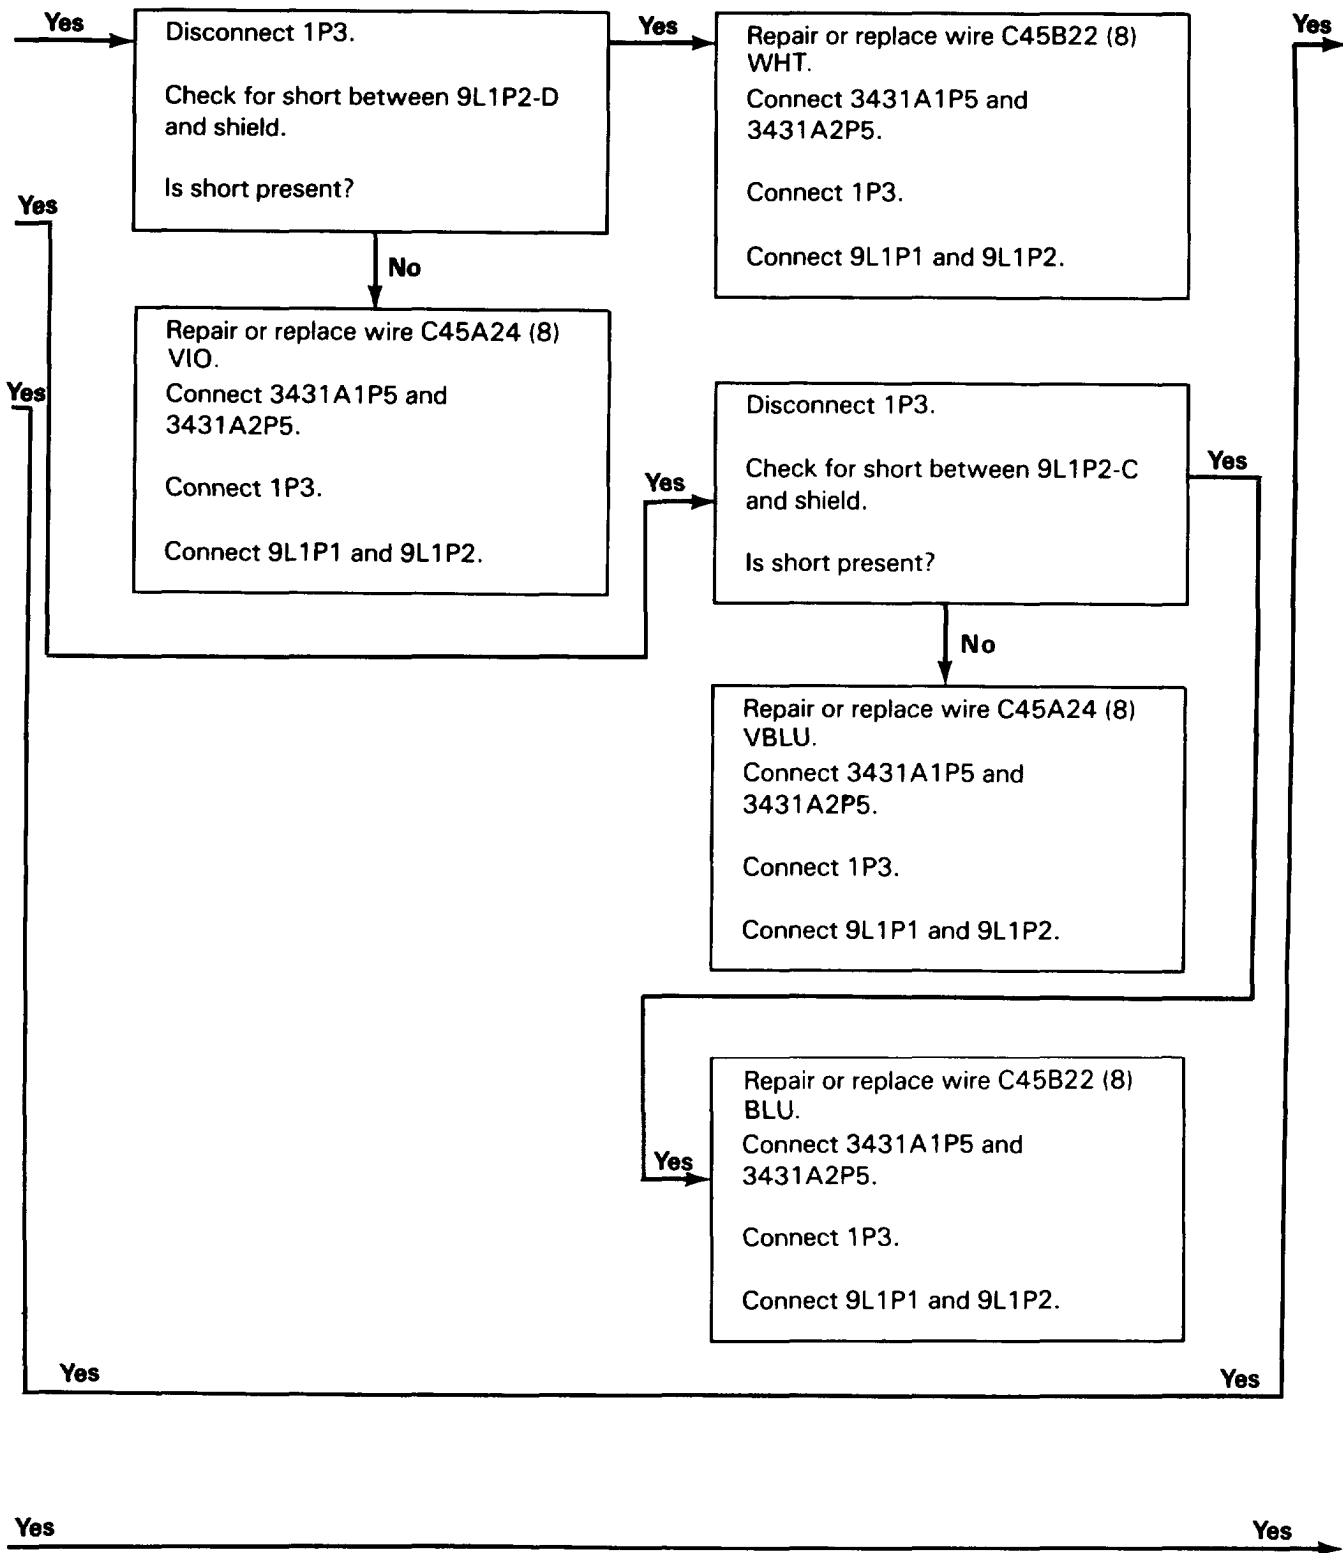 Yes
Disconnect 1P3.
Check for short between 9L1P2-D
and shield.
Is short present?
Yes
Repair or replace wire C45B22 (8)
WHT.
Connect 3431A1P5 and
3431A2P5.
Connect 1P3.
Connect 9L1P1 and 9L1P2.
Yes
Yes
No
Repair or replace wire C45A24 (8)
VIO.
Connect 3431A1P5 and
3431A2P5.
Connect 1P3.
Connect 9L1P1 and 9L1P2.
Yes
Yes
Disconnect 1P3.
Check for short between 9L1P2-C
and shield.
Is short present?
Yes
No
Repair or replace wire C45A24 (8)
VBLU.
Connect 3431A1P5 and
3431A2P5.
Connect 1P3.
Connect 9L1P1 and 9L1P2.
Yes
Repair or replace wire C45B22 (8)
BLU.
Connect 3431A1P5 and
3431A2P5.
Connect 1P3.
Connect 9L1P1 and 9L1P2.
Yes
Yes
Yes
Yes